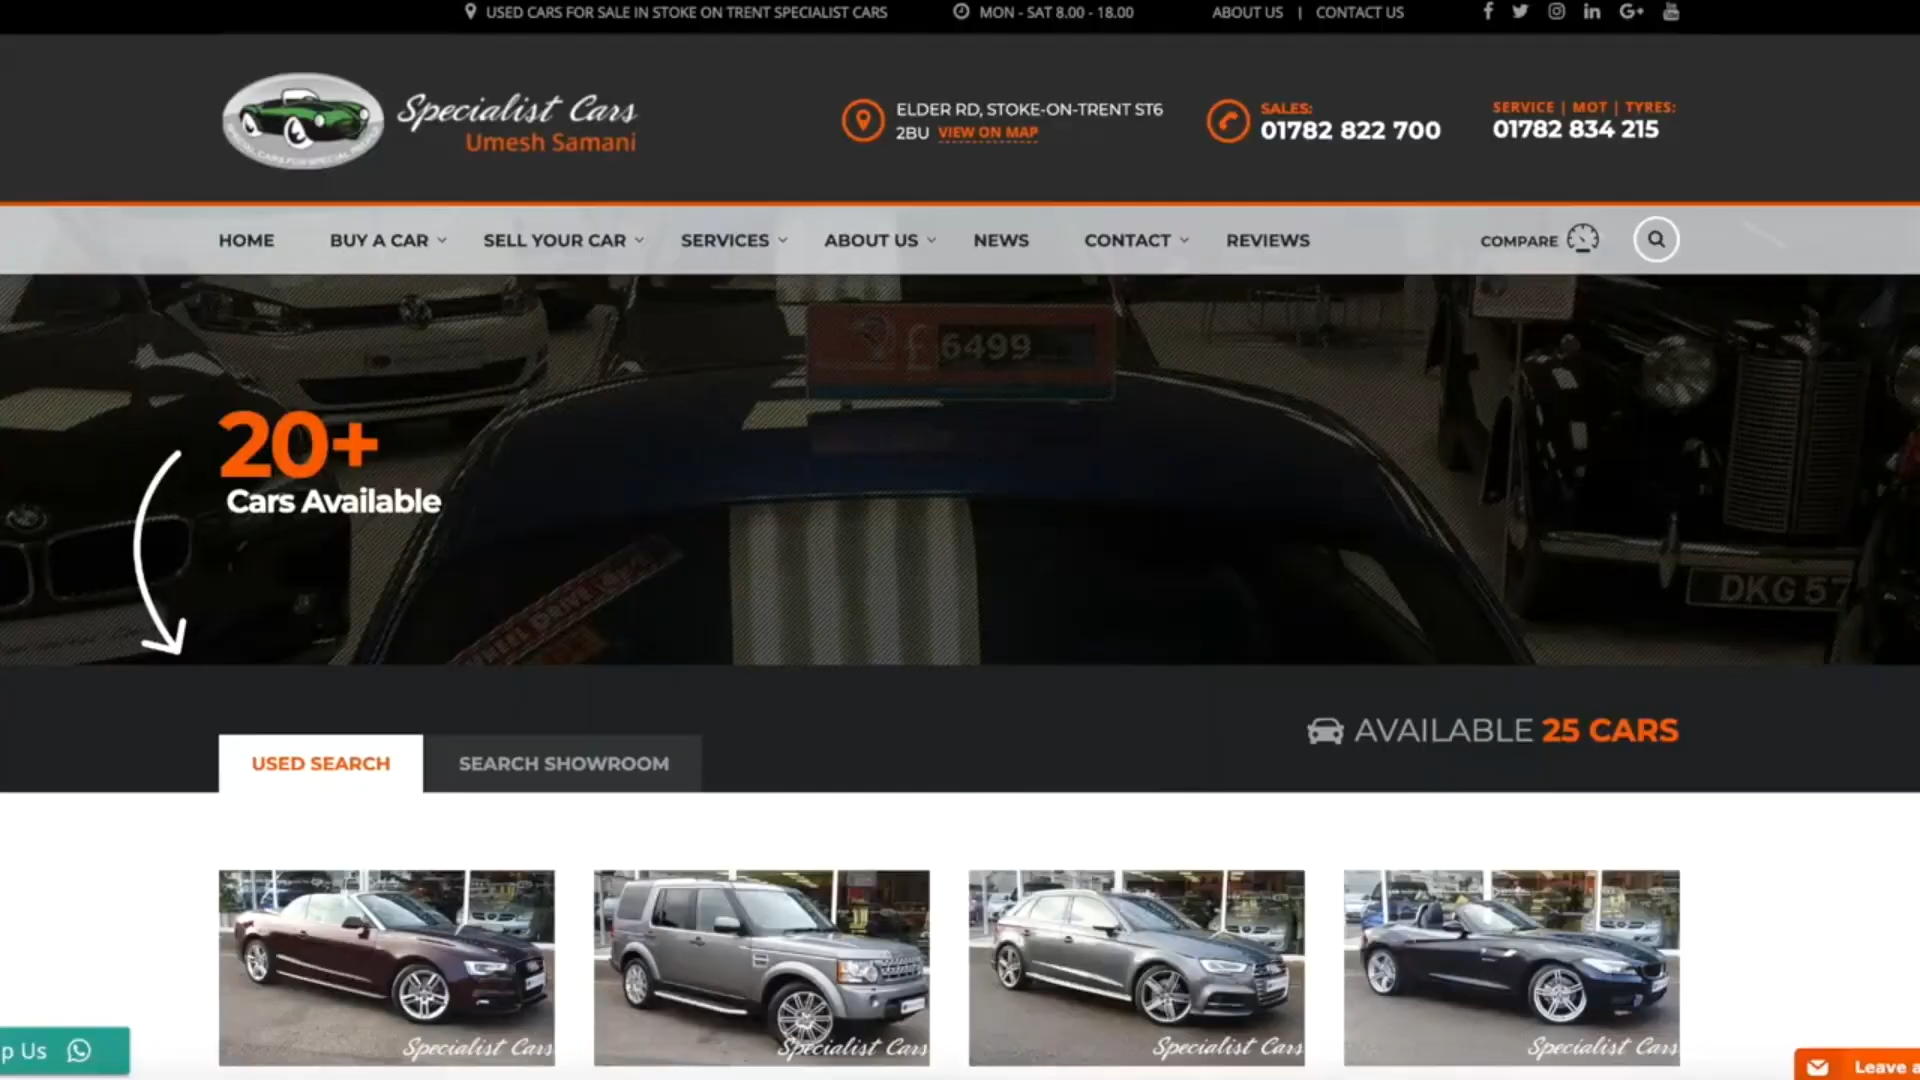 USED CARS FOR SALE IN STOKE ON TRENT SPECIALIST CARS
MON - SAT 8.00 - 18.00
ABOUT US | CONTACT US
Specialist Cars
Umesh Samani
ELDER RD, STOKE-ON-TRENT ST6
2BU VIEW ON MAP
SALES:
01782 822 700
SERVICE | MOT | TYRES:
01782 834 215
HOME
BUY A CAR
SELL YOUR CAR
SERVICES
ABOUT US
NEWS
CONTACT
REVIEWS
COMPARE
£6499
20+
Cars Available
WHEEL DRIVE
DKG 57
AVAILABLE 25 CARS
USED SEARCH
SEARCH SHOWROOM
Specialist Cars
Specialist Cars
Specialist Cars
Specialist Cars
p Us
Leave a